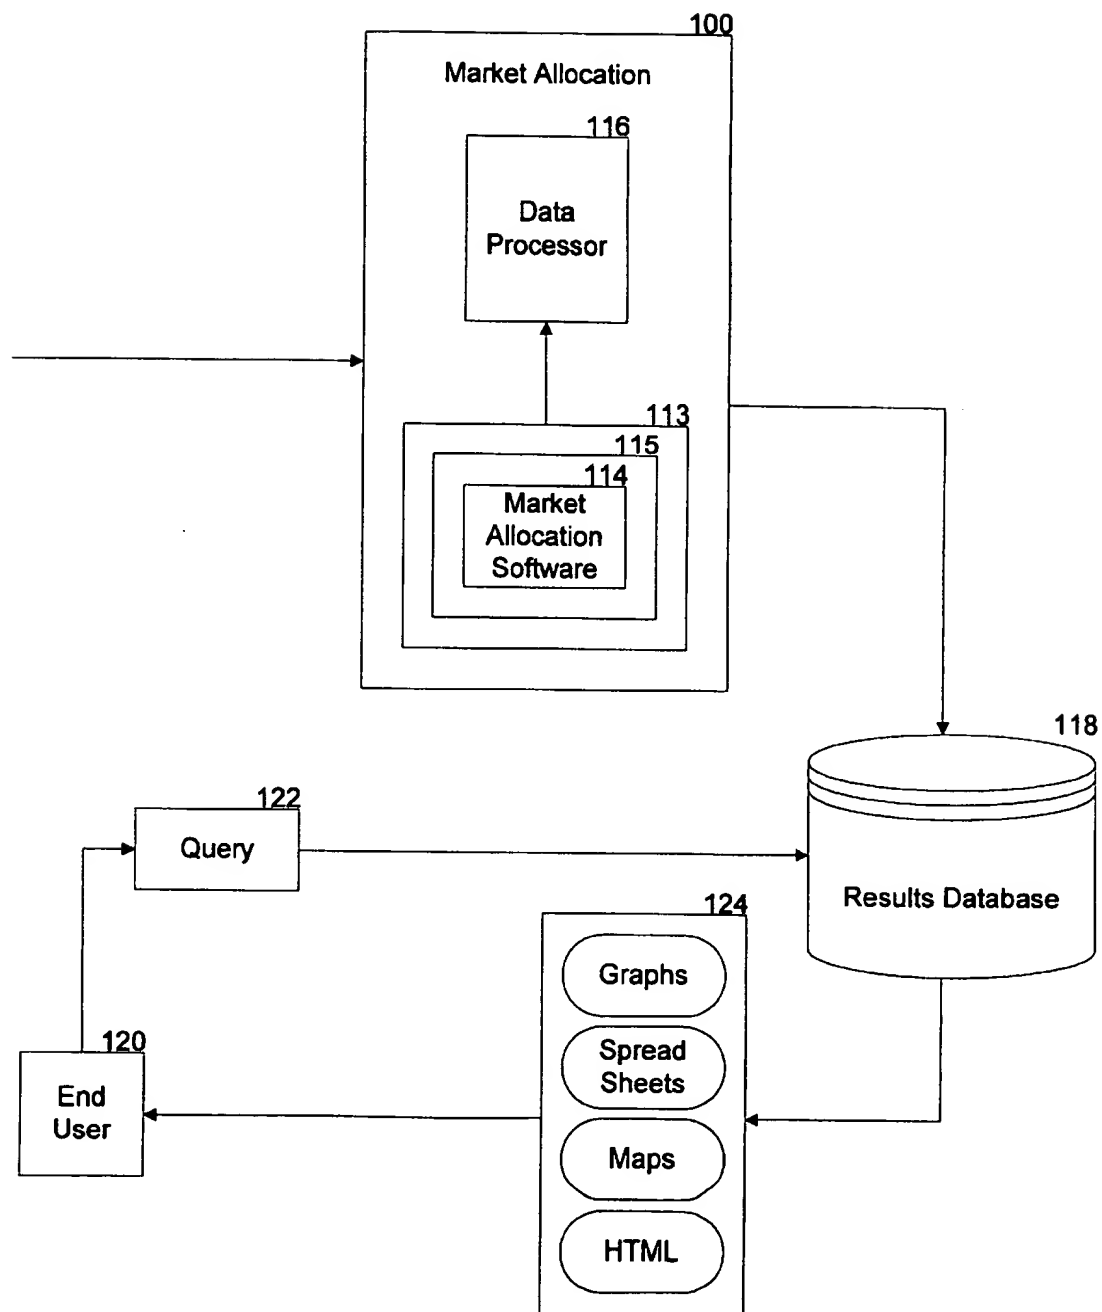 100
Market Allocation
116
Data
Processor
113
115
114
Market
Allocation
Software
118
Results Database
122
Query
124
Graphs
Spread
Sheets
Maps
HTML
120
End
User